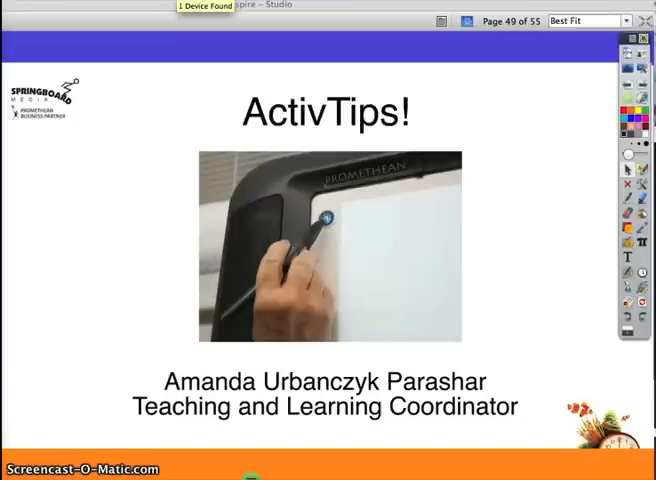 1 Device Found
spire - Studio
Page 49 of 55
Best Fit
SPRINGBOARD
MEDIA
PROMETHEAN
BUSINESS PARTNER
ActivTips!
PROMETHEAN
T
Amanda Urbanczyk Parashar
Teaching and Learning Coordinator
Screencast-O-Matic.com